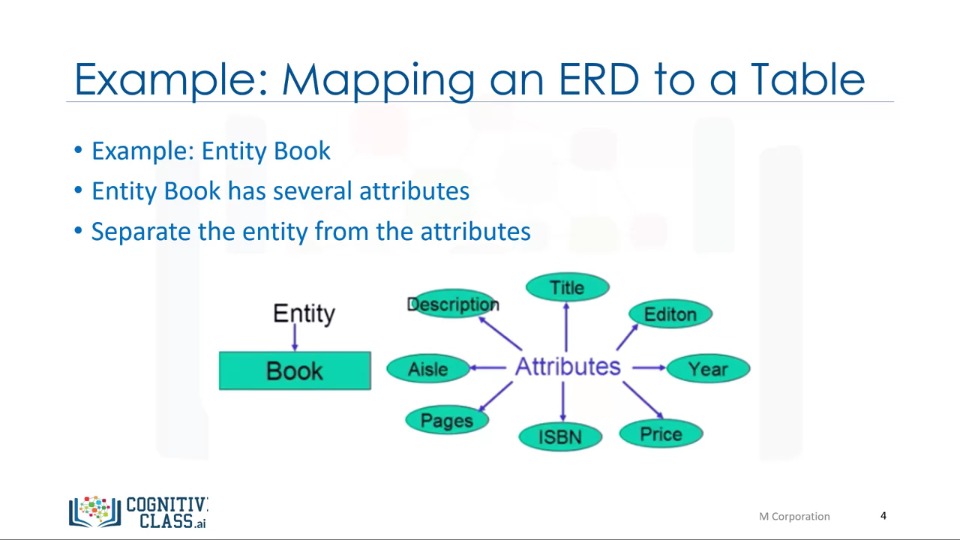 Example: Mapping an ERD to a Table
• Example: Entity Book
• Entity Book has several attributes
• Separate the entity from the attributes
Entity
Book
Title
Description
Editon
Aisle
Attributes
Year
Pages
ISBN
Price
COGNITIV
CLASS.ai
M Corporation
4